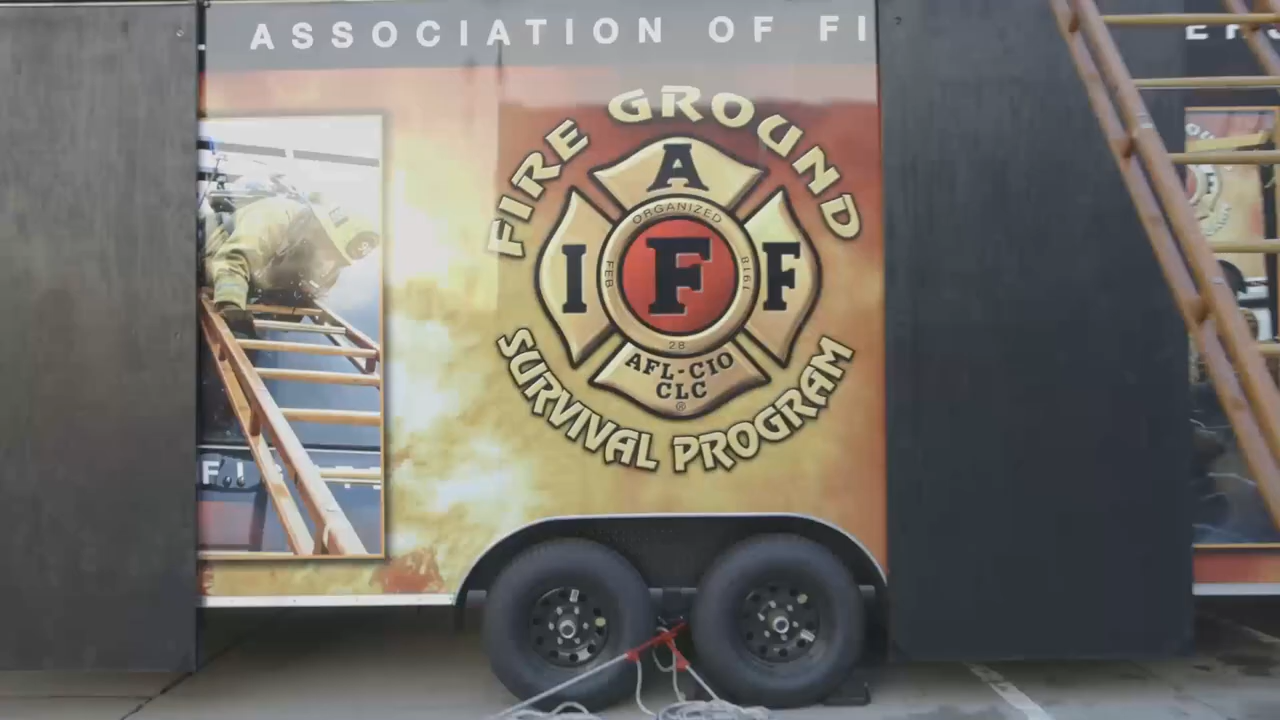 ASSOCIATION OF FI
FIRE GROUND
A
ORGANIZED
I
FEB
F
1918
F
28
AFL-CIO
CLC
®
SURVIVAL PROGRAM